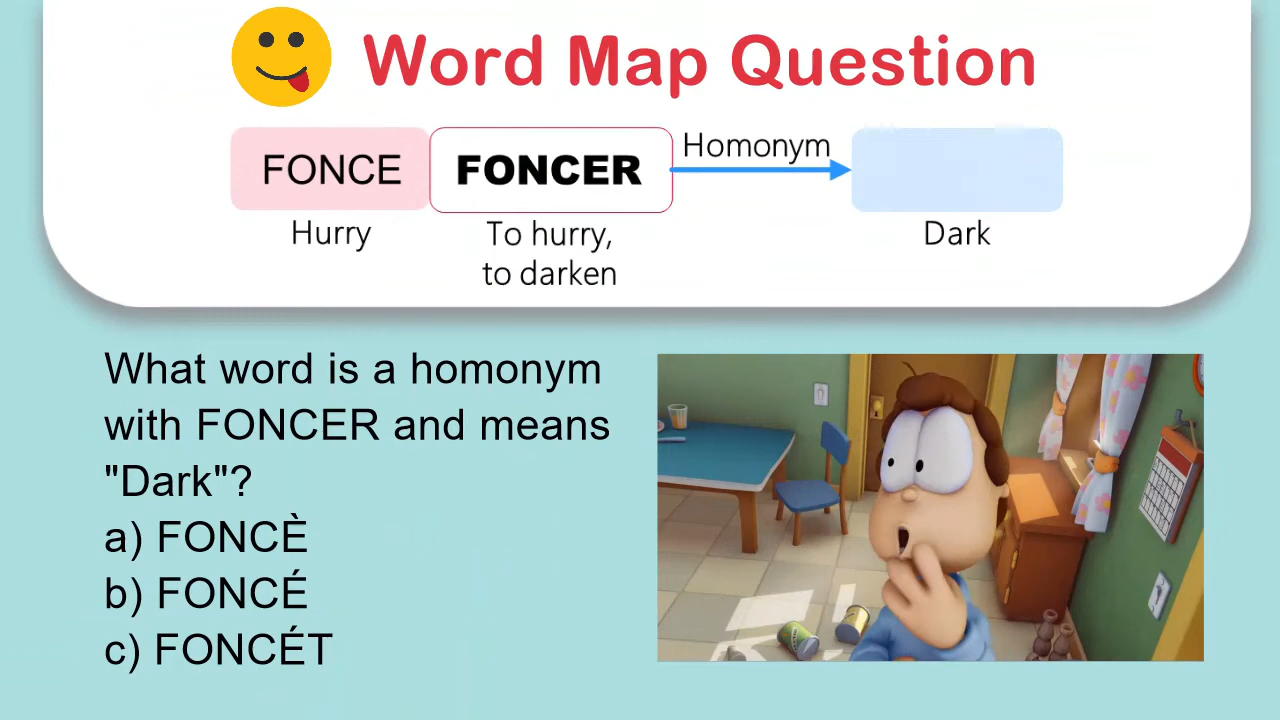 Word Map Question
FONCE
FONCER
Homonym
Hurry
To hurry,
to darken
Dark
What word is a homonym
with FONCER and means
"Dark"?
a) FONCÈ
b) FONCÉ
c) FONCÉT